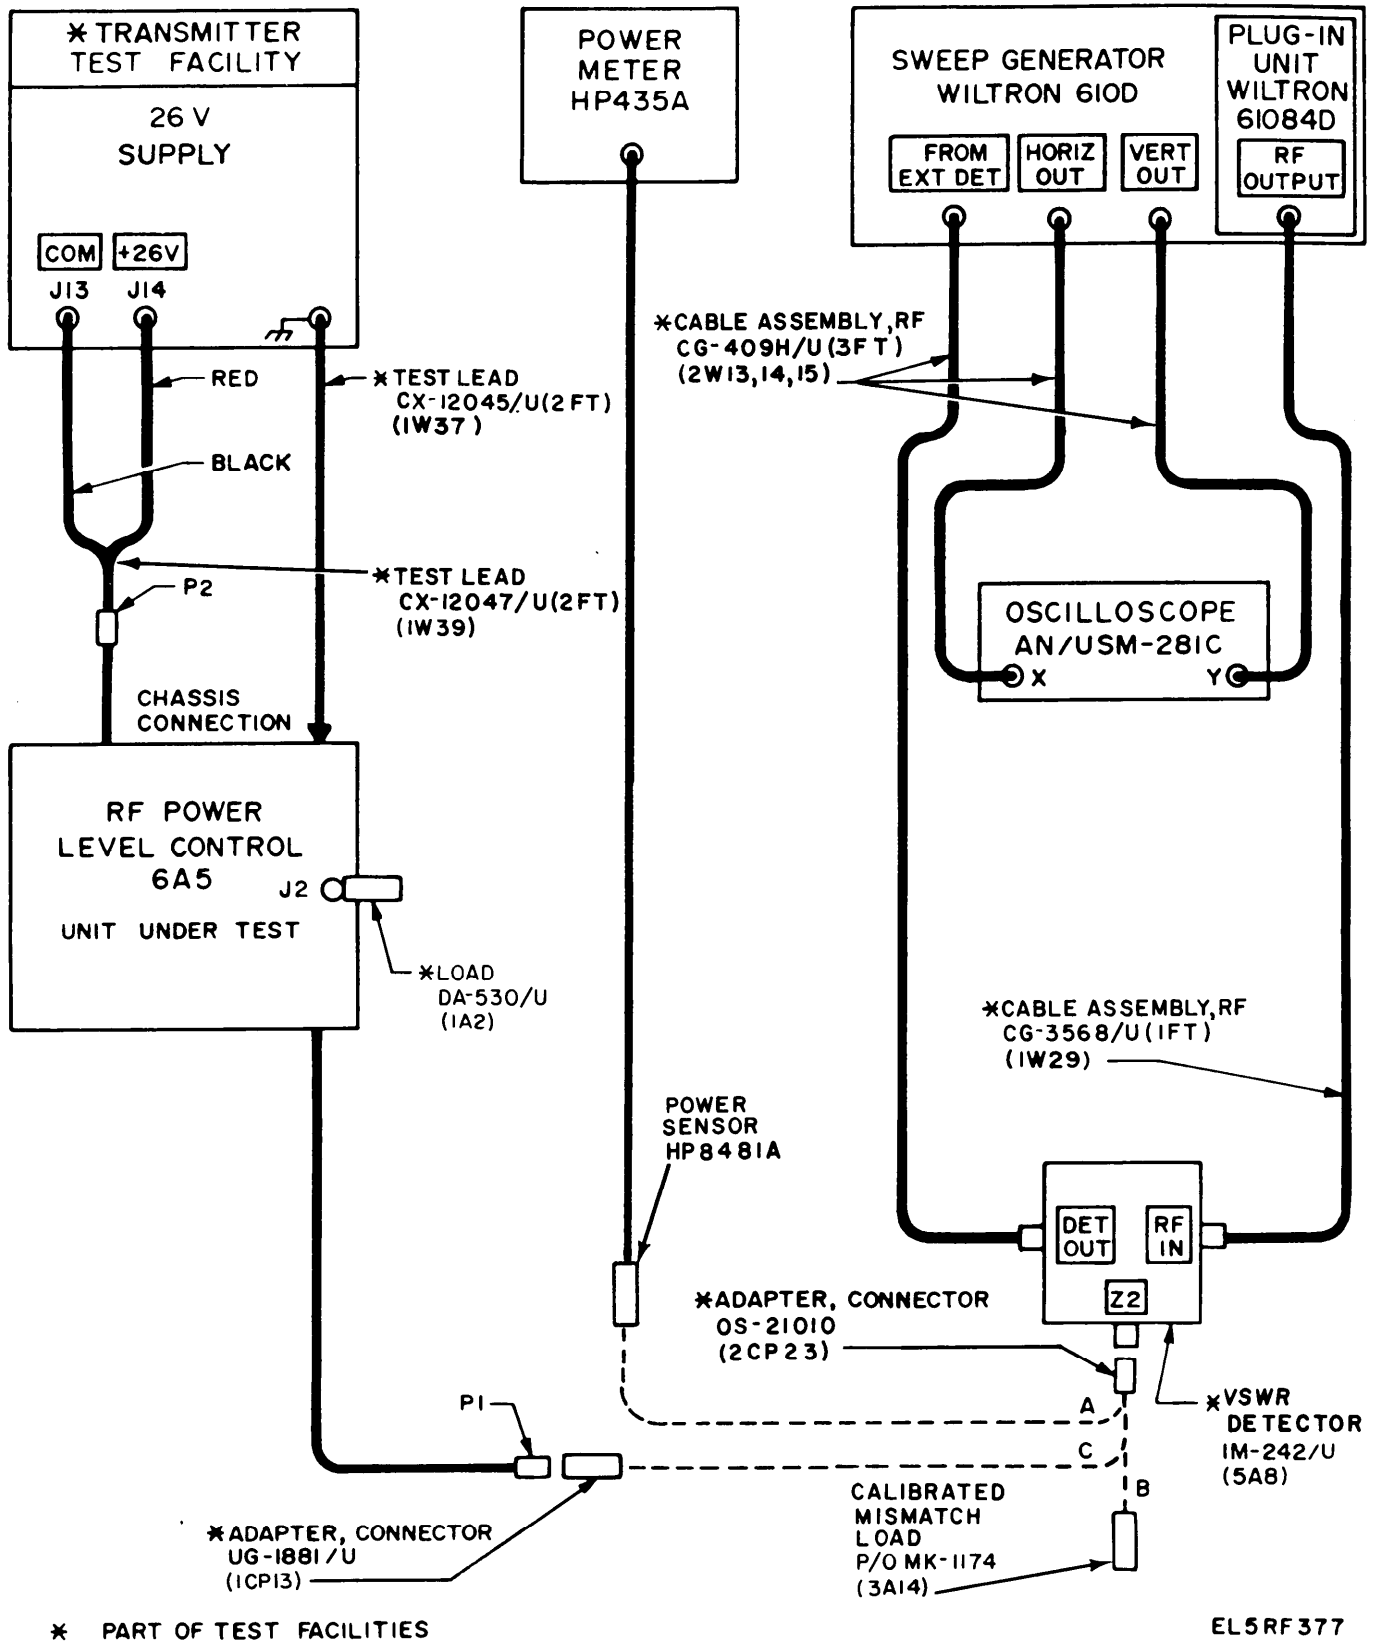 * TRANSMITTER
TEST FACILITY
26 V
SUPPLY
COM
+26V
J13
J14
RED
BLACK
* TEST LEAD
CX-12045/U(2FT)
(1W37)
* TEST LEAD
CX-12047/U(2FT)
(1W39)
P2
CHASSIS
CONNECTION
RF POWER
LEVEL CONTROL
6A5
J2
UNIT UNDER TEST
* LOAD
DA-530/U
(1A2)
POWER
METER
HP435A
SWEEP GENERATOR
WILTRON 610D
PLUG-IN
UNIT
WILTRON
61084D
FROM
EXT DET
HORIZ
OUT
VERT
OUT
RF
OUTPUT
* CABLE ASSEMBLY, RF
CG-409H/U(3FT)
(2W13,14,15)
OSCILLOSCOPE
AN/USM-281C
X
Y
* CABLE ASSEMBLY, RF
CG-3568/U(1FT)
(1W29)
POWER
SENSOR
HP8481A
DET
OUT
RF
IN
Z2
* ADAPTER, CONNECTOR
OS-21010
(2CP23)
A
C
B
* VSWR
DETECTOR
IM-242/U
(5A8)
P1
CALIBRATED
MISMATCH
LOAD
P/O MK-1174
(3A14)
* ADAPTER, CONNECTOR
UG-1881/U
(1CP13)
* PART OF TEST FACILITIES
EL5RF377